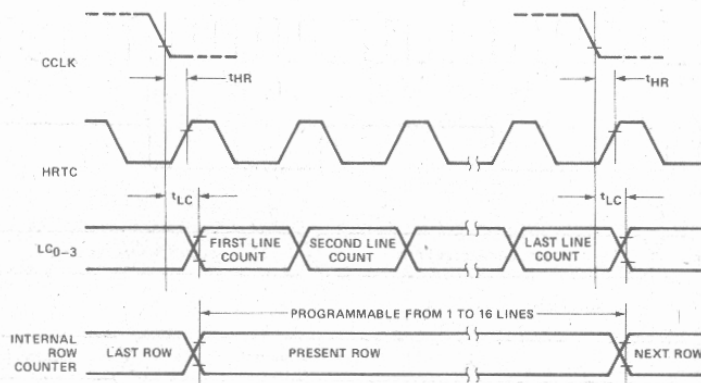 CCLK
tHR
tHR
HRTC
tLC
tLC
LC0–3
FIRST LINE
COUNT
SECOND LINE
COUNT
LAST LINE
COUNT
PROGRAMMABLE FROM 1 TO 16 LINES
INTERNAL
ROW
COUNTER
LAST ROW
PRESENT ROW
NEXT ROW